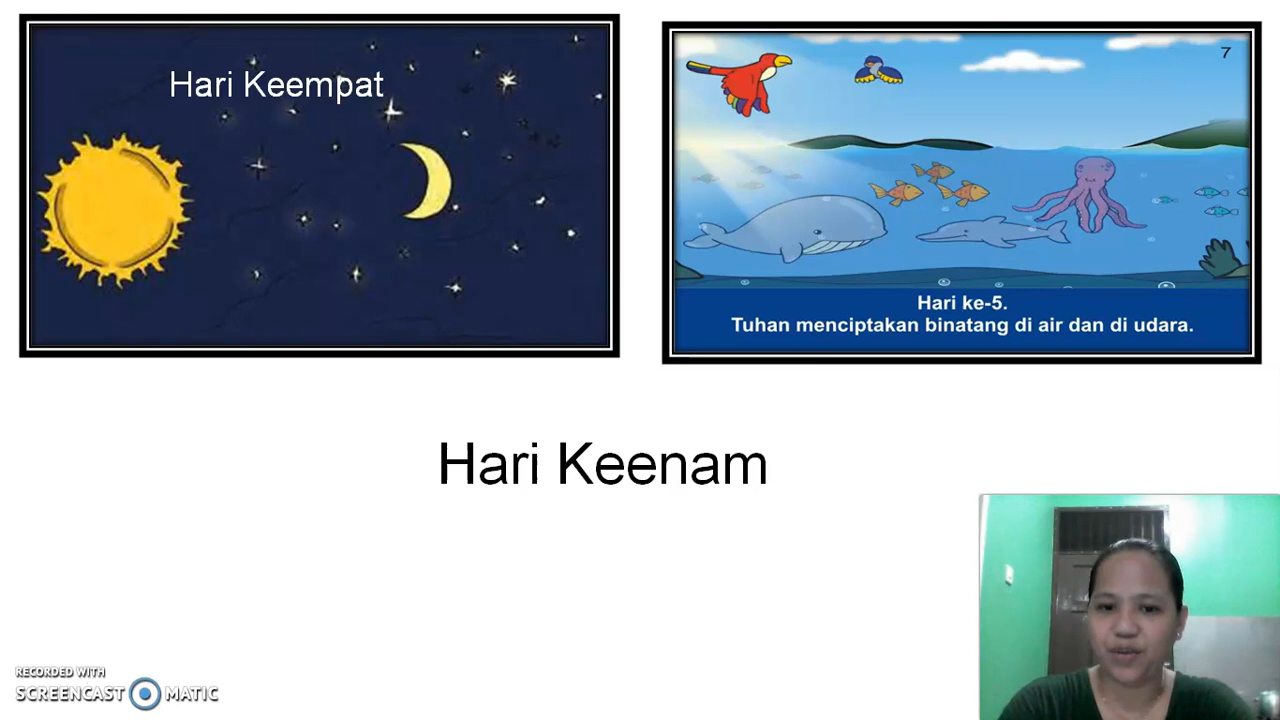 Hari Keempat
7
Hari ke-5.
Tuhan menciptakan binatang di air dan di udara.
Hari Keenam
RECORDED WITH
SCREENCAST MATIC